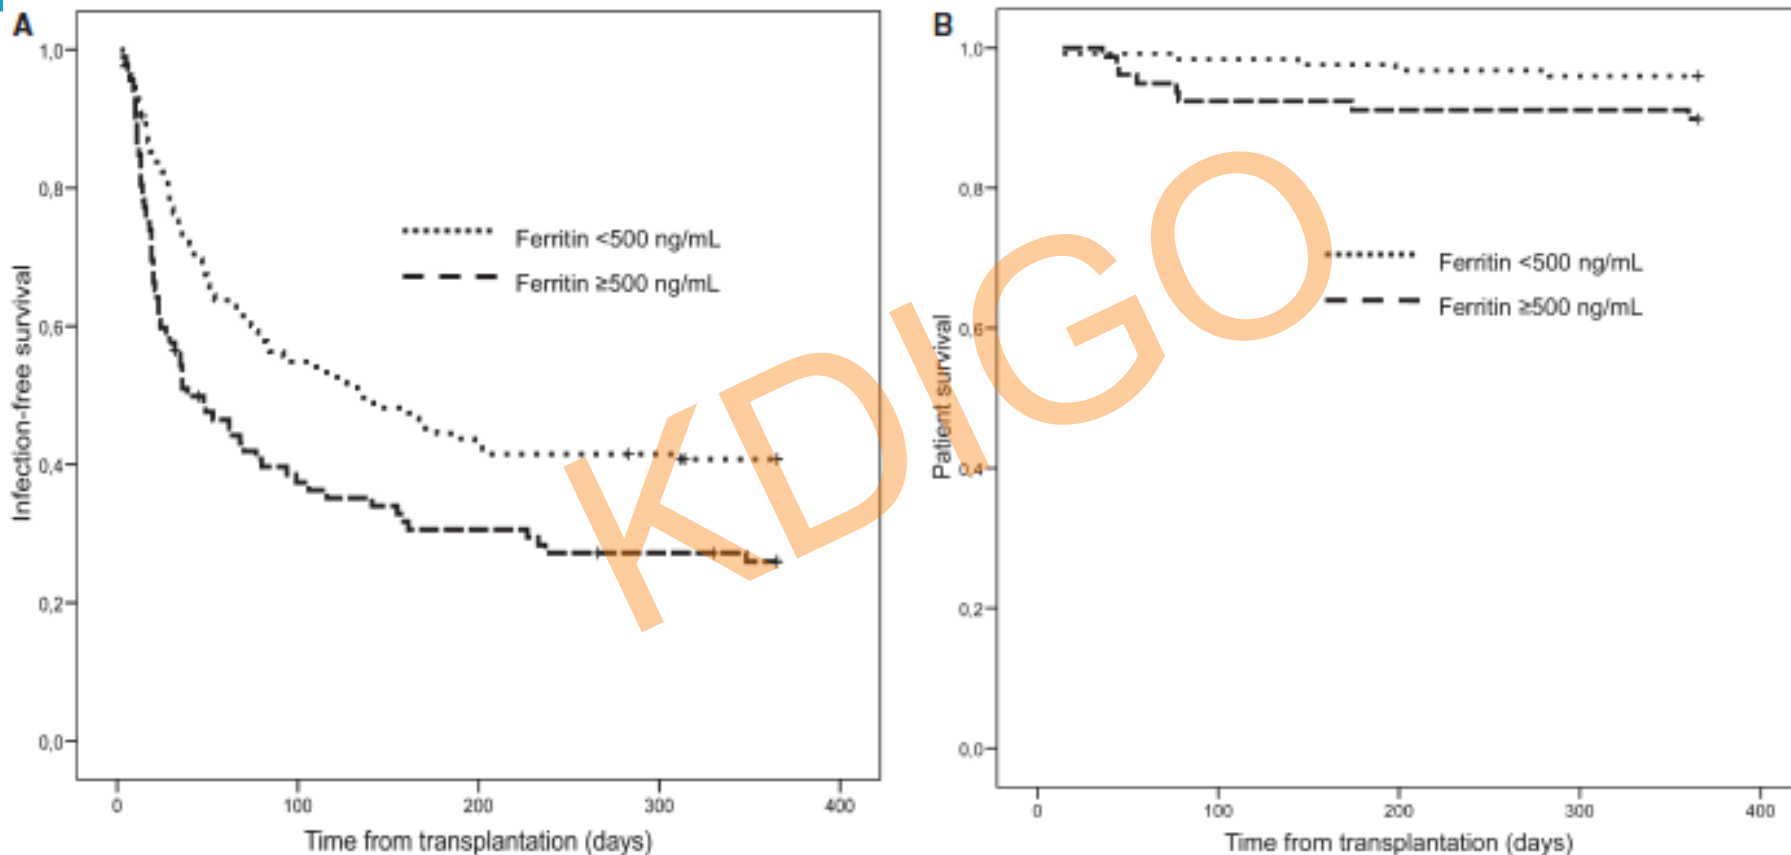 A
1,0
0,8
0,6
0,4
0,2
0,0
Infection-free survival
Ferritin <500 ng/mL
Ferritin ≥500 ng/mL
0 100 200 300 400
Time from transplantation (days)
B
1,0
0,8
0,6
0,4
0,2
0,0
Patient survival
Ferritin <500 ng/mL
Ferritin ≥500 ng/mL
0 100 200 300 400
Time from transplantation (days)
KDIGO